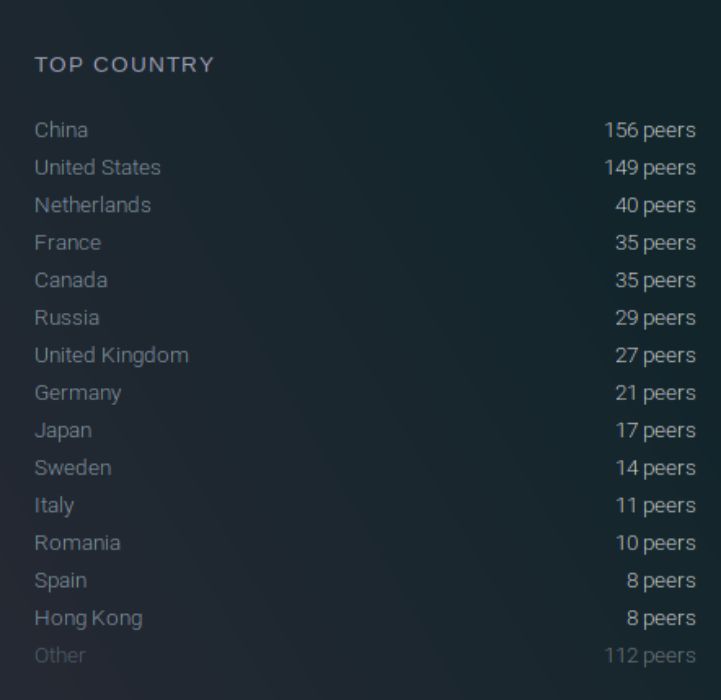 TOP COUNTRY
China 156 peers
United States 149 peers
Netherlands 40 peers
France 35 peers
Canada 35 peers
Russia 29 peers
United Kingdom 27 peers
Germany 21 peers
Japan 17 peers
Sweden 14 peers
Italy 11 peers
Romania 10 peers
Spain 8 peers
Hong Kong 8 peers
Other 112 peers